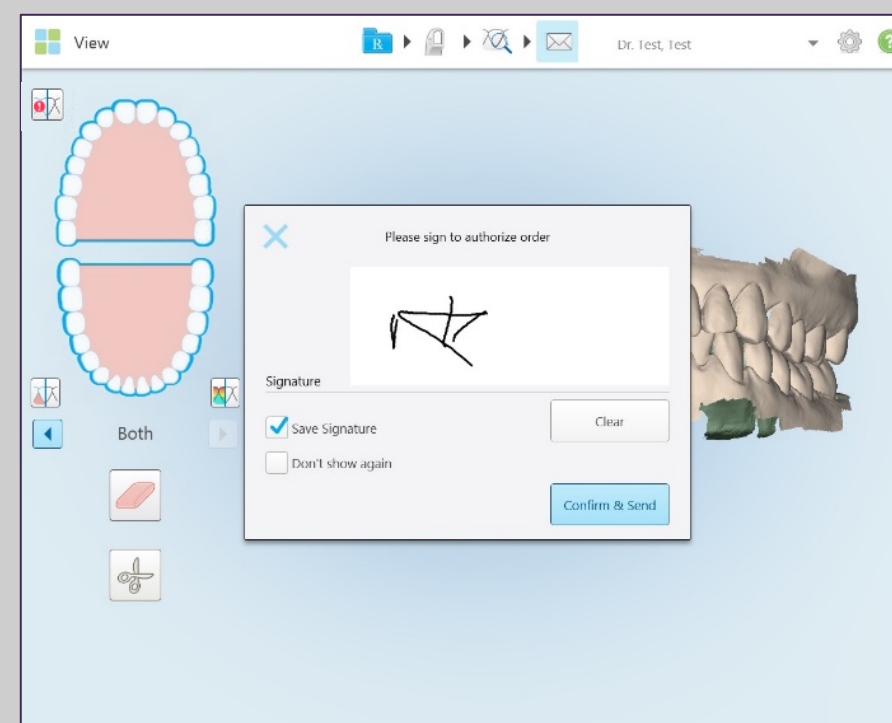 View
R
Dr. Test, Test
?
Please sign to authorize order
Signature
Save Signature
Clear
Don't show again
Both
Confirm & Send